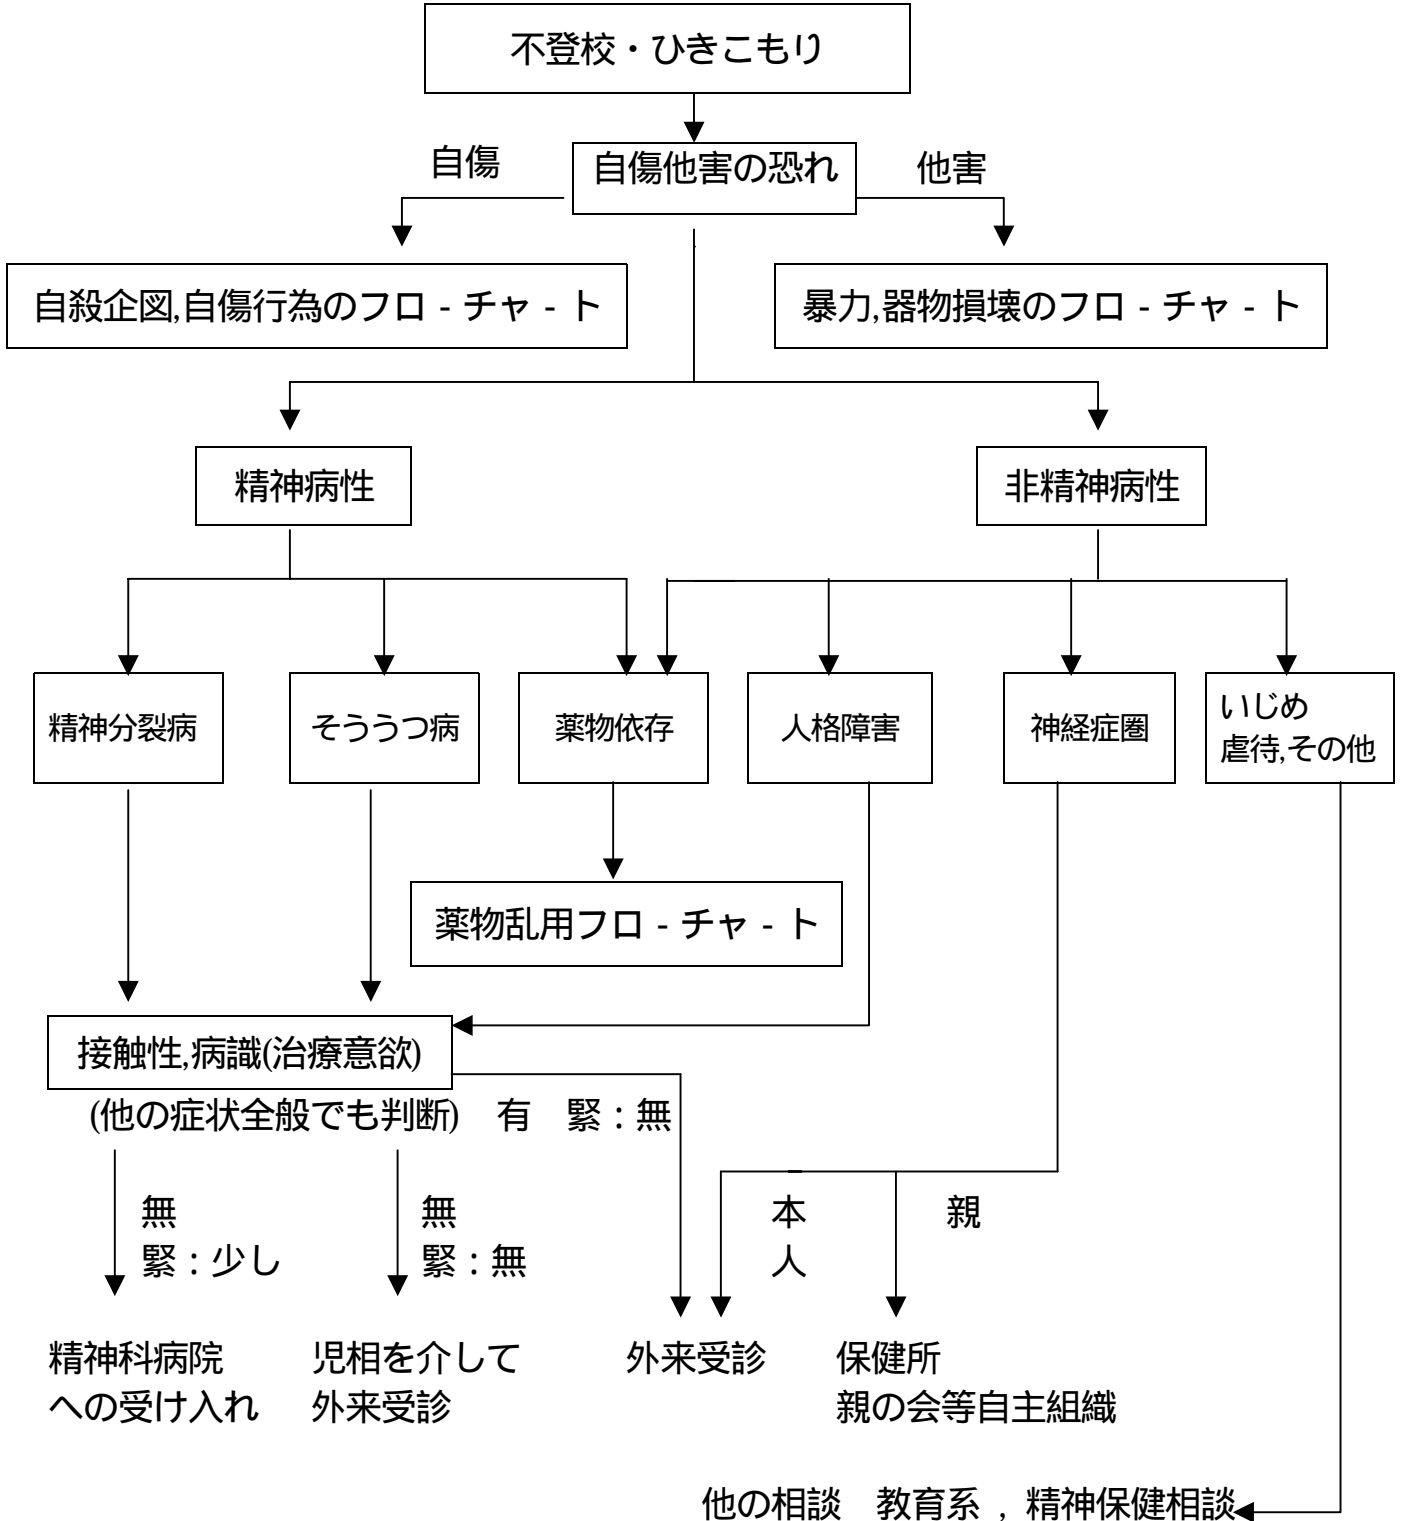 不登校・ひきこもり
自傷
自傷他害の恐れ
他害
自殺企図,自傷行為のフロ - チャ - ト
暴力,器物損壊のフロ - チャ - ト
精神病性
非精神病性
精神分裂病
そううつ病
薬物依存
人格障害
神経症圏
いじめ
虐待,その他
薬物乱用フロ - チャ - ト
接触性,病識(治療意欲)
(他の症状全般でも判断) 有 緊：無
無
緊：少し
無
緊：無
本
人
親
精神科病院
への受け入れ
児相を介して
外来受診
外来受診
保健所
親の会等自主組織
他の相談 教育系 , 精神保健相談